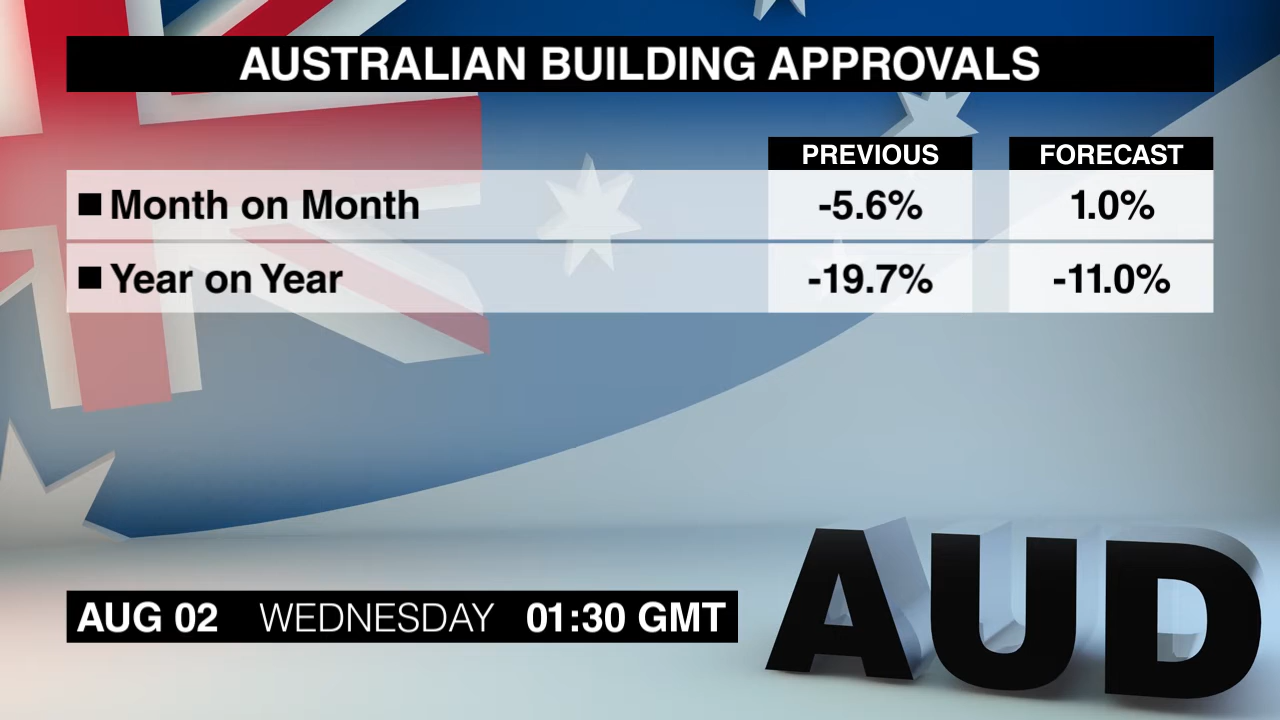 AUSTRALIAN BUILDING APPROVALS
PREVIOUS FORECAST
Month on Month -5.6% 1.0%
Year on Year -19.7% -11.0%
AUG 02 WEDNESDAY 01:30 GMT
AUD